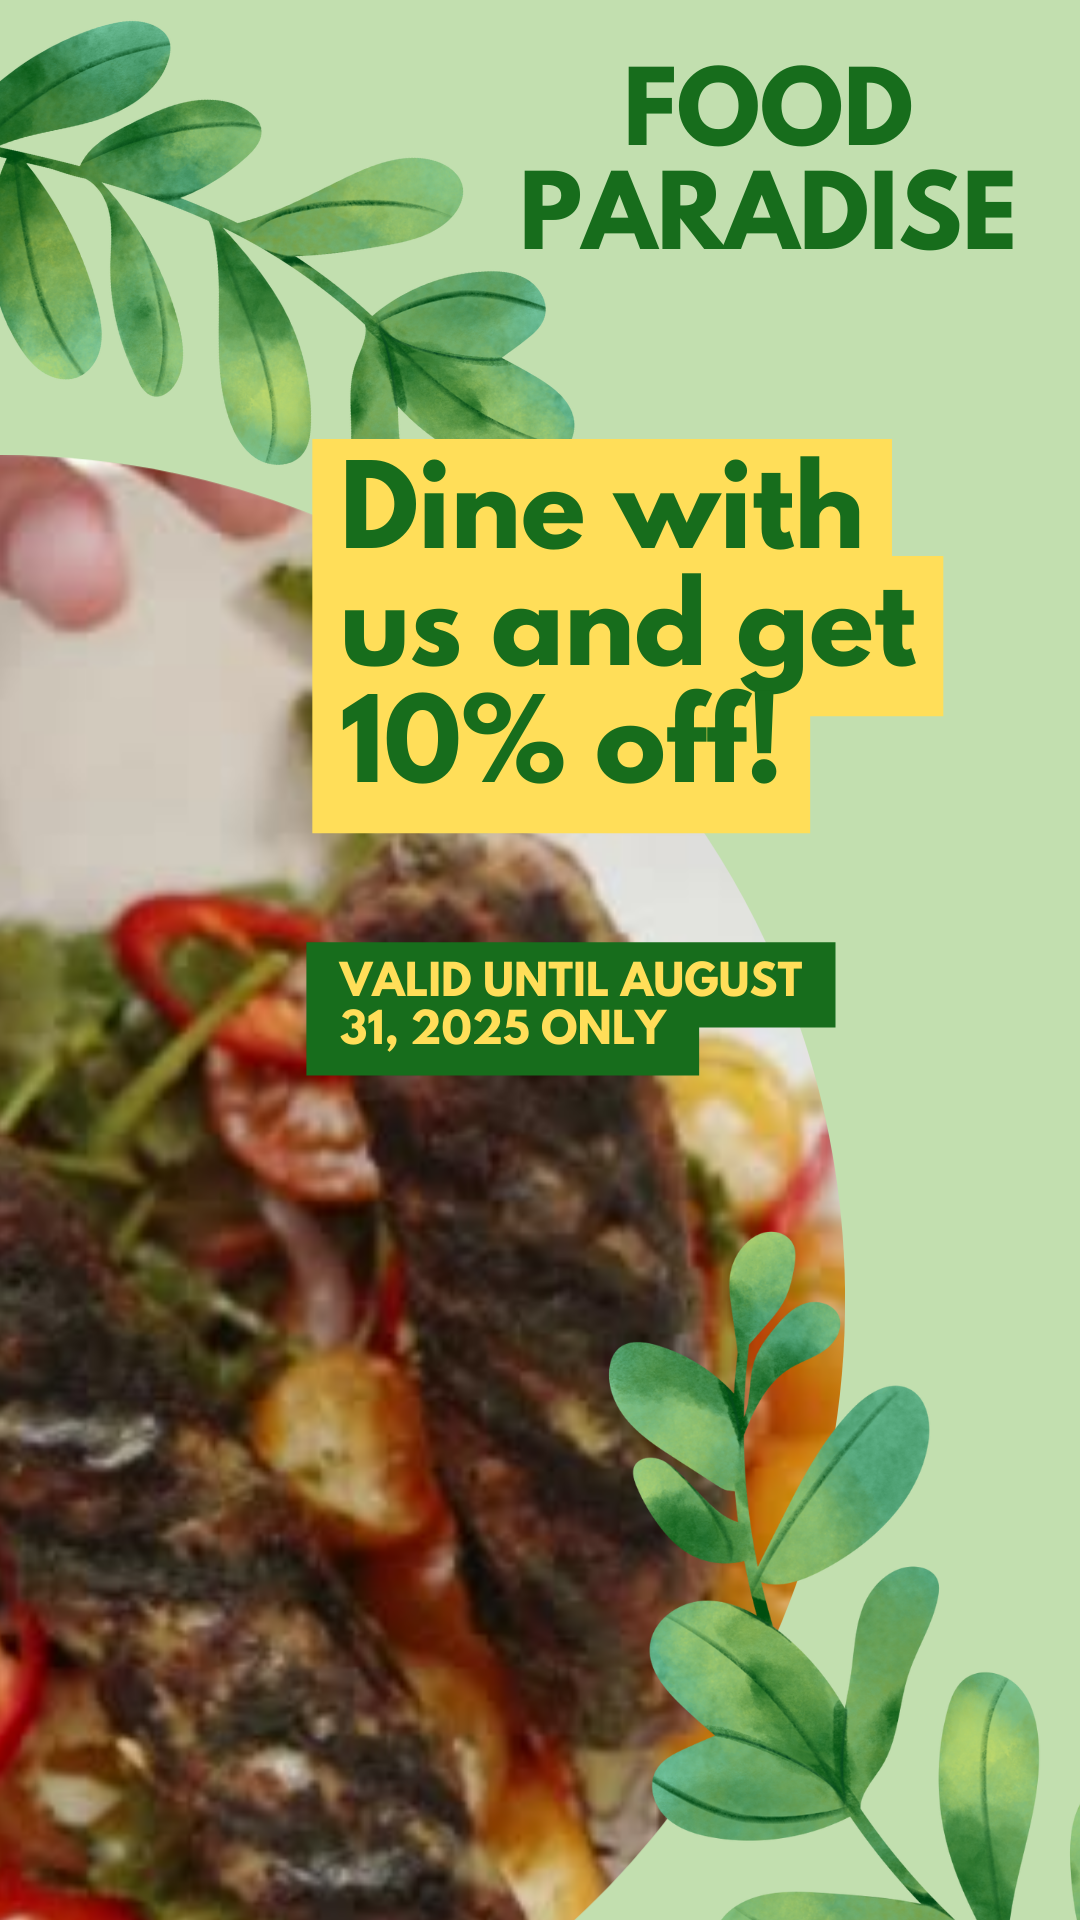 FOOD
PARADISE
Dine with
us and get
10% off!
VALID UNTIL AUGUST
31, 2025 ONLY